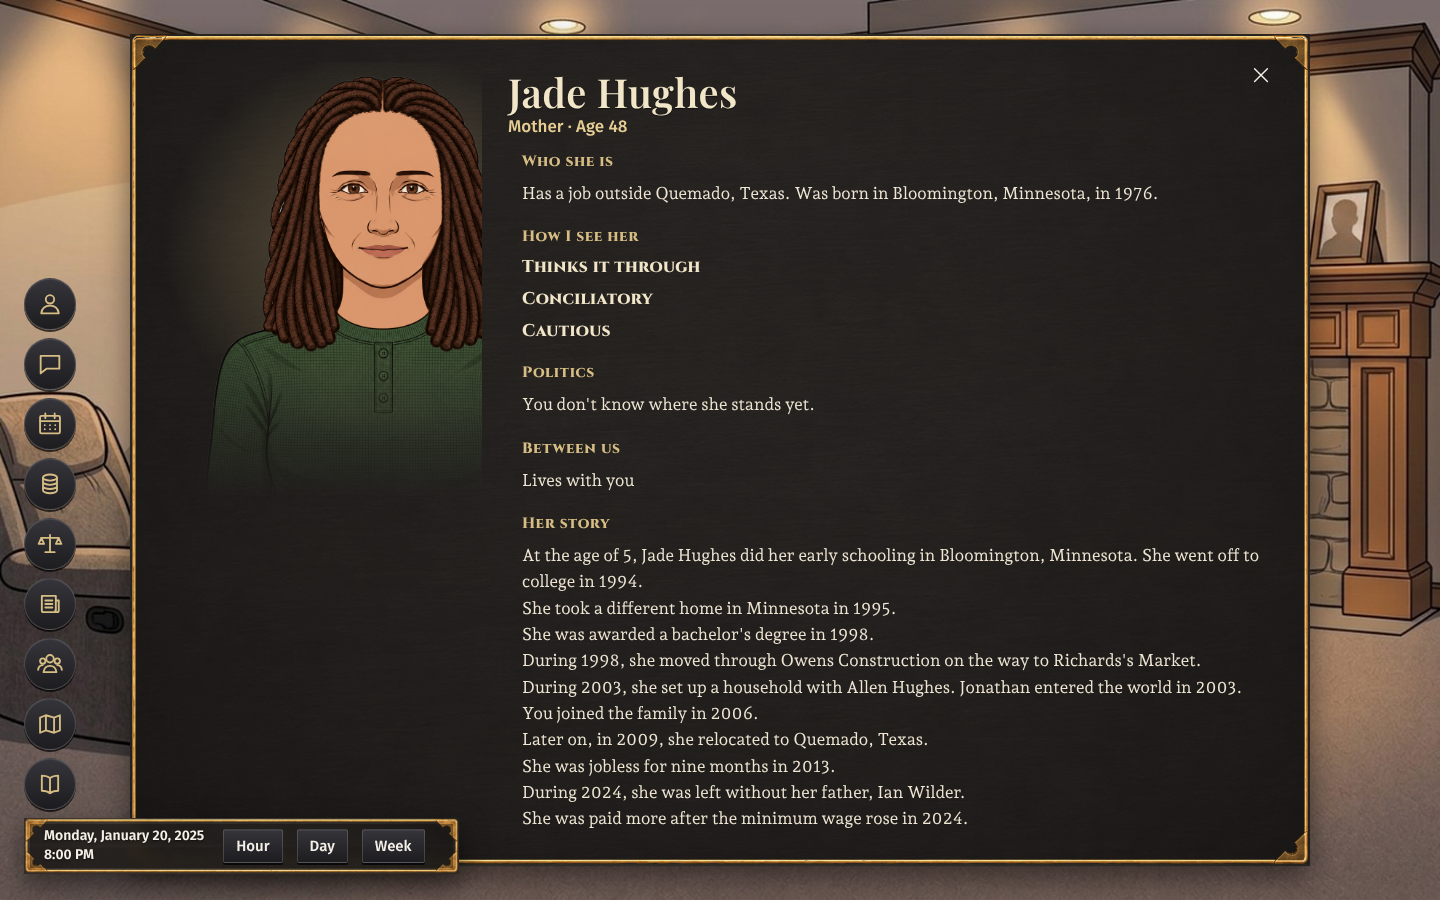 Jade Hughes
Mother · Age 48
Who she is
Has a job outside Quemado, Texas. Was born in Bloomington, Minnesota, in 1976.
How I see her
Thinks it through
Conciliatory
Cautious
Politics
You don't know where she stands yet.
Between us
Lives with you
Her story
At the age of 5, Jade Hughes did her early schooling in Bloomington, Minnesota. She went off to
college in 1994.
She took a different home in Minnesota in 1995.
She was awarded a bachelor's degree in 1998.
During 1998, she moved through Owens Construction on the way to Richards's Market.
During 2003, she set up a household with Allen Hughes. Jonathan entered the world in 2003.
You joined the family in 2006.
Later on, in 2009, she relocated to Quemado, Texas.
She was jobless for nine months in 2013.
During 2024, she was left without her father, Ian Wilder.
She was paid more after the minimum wage rose in 2024.
Monday, January 20, 2025
8:00 PM
Hour
Day
Week